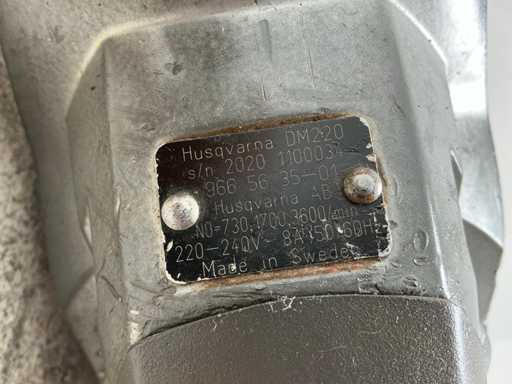 Husqvarna DM220
s/n 2020 1100037
966 56 35-01
Husqvarna AB
N0=730,1700,3600/min
220-240V~ 8A 50-60Hz
Made in Sweden